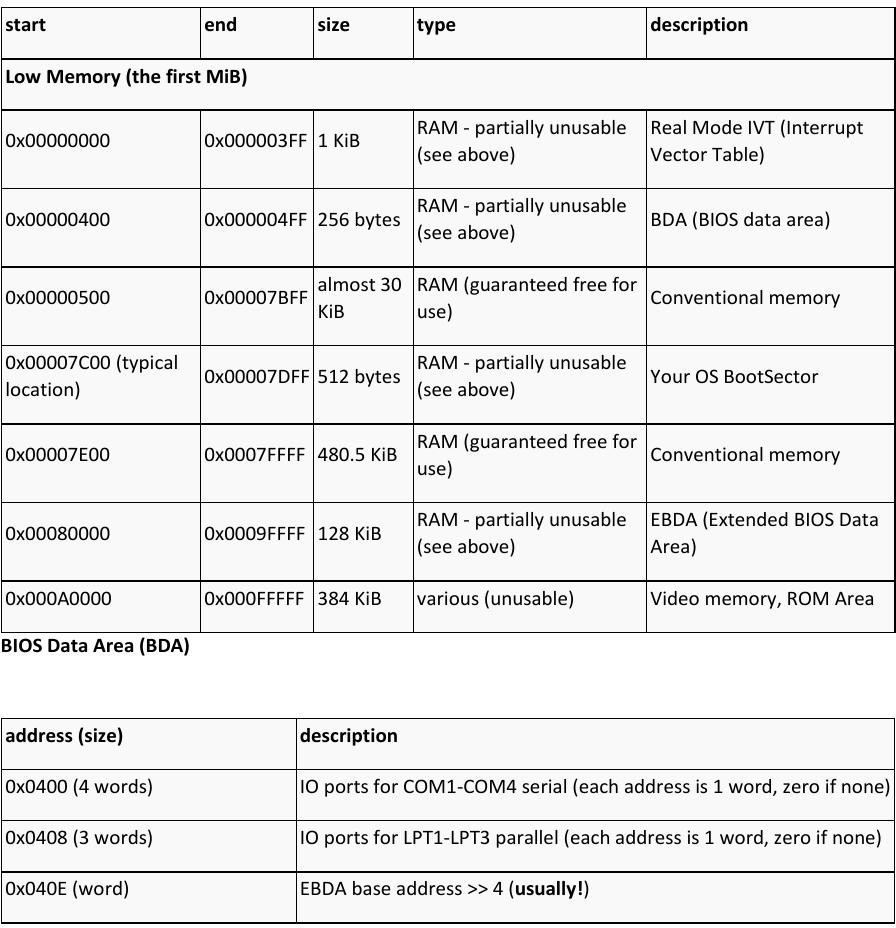 start end size type description
Low Memory (the first MiB)
0x00000000 0x000003FF 1 KiB RAM - partially unusable (see above) Real Mode IVT (Interrupt Vector Table)
0x00000400 0x000004FF 256 bytes RAM - partially unusable (see above) BDA (BIOS data area)
0x00000500 0x00007BFF almost 30 KiB RAM (guaranteed free for use) Conventional memory
0x00007C00 (typical location) 0x00007DFF 512 bytes RAM - partially unusable (see above) Your OS BootSector
0x00007E00 0x0007FFFF 480.5 KiB RAM (guaranteed free for use) Conventional memory
0x00080000 0x0009FFFF 128 KiB RAM - partially unusable (see above) EBDA (Extended BIOS Data Area)
0x000A0000 0x000FFFFF 384 KiB various (unusable) Video memory, ROM Area
BIOS Data Area (BDA)
address (size) description
0x0400 (4 words) IO ports for COM1-COM4 serial (each address is 1 word, zero if none)
0x0408 (3 words) IO ports for LPT1-LPT3 parallel (each address is 1 word, zero if none)
0x040E (word) EBDA base address >> 4 (usually!)